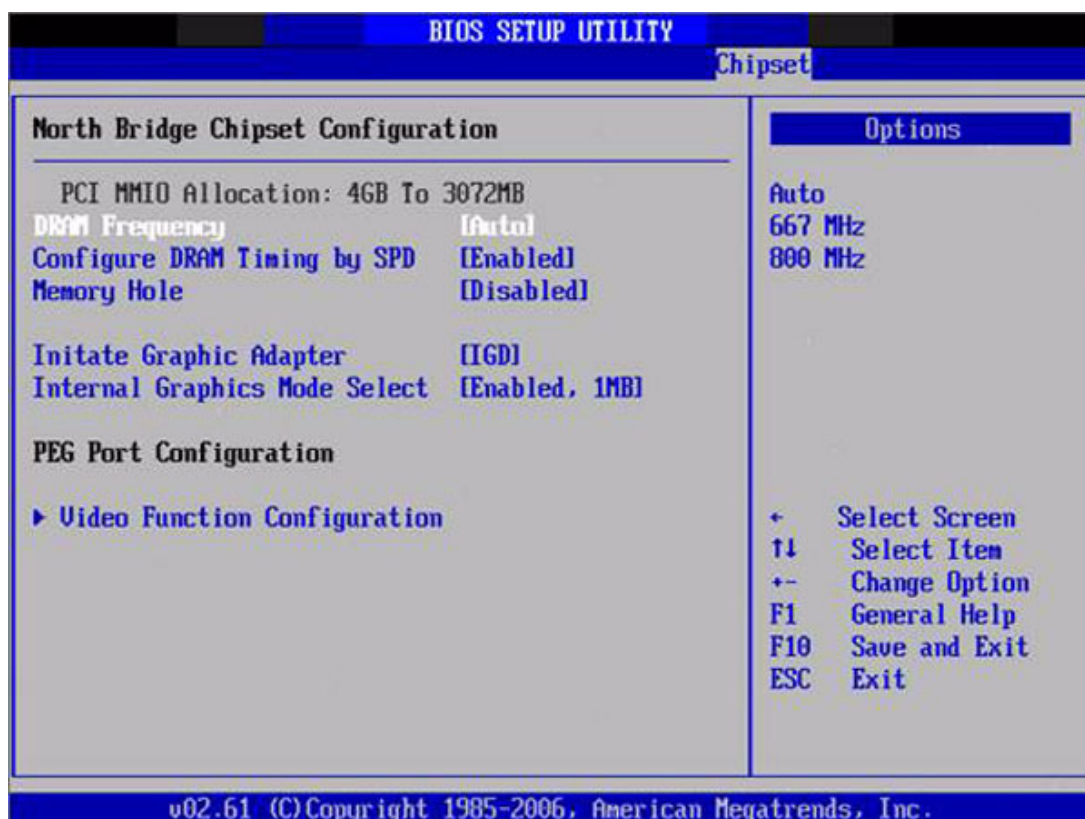 BIOS SETUP UTILITY
Chipset
North Bridge Chipset Configuration
PCI MMIO Allocation: 4GB To 3072MB
DRAM Frequency [Auto]
Configure DRAM Timing by SPD [Enabled]
Memory Hole [Disabled]
Initate Graphic Adapter [IGD]
Internal Graphics Mode Select [Enabled, 1MB]
PEG Port Configuration
▶ Video Function Configuration
Options
Auto
667 MHz
800 MHz
← Select Screen
↑↓ Select Item
+- Change Option
F1 General Help
F10 Save and Exit
ESC Exit
v02.61 (C)Copyright 1985-2006, American Megatrends, Inc.